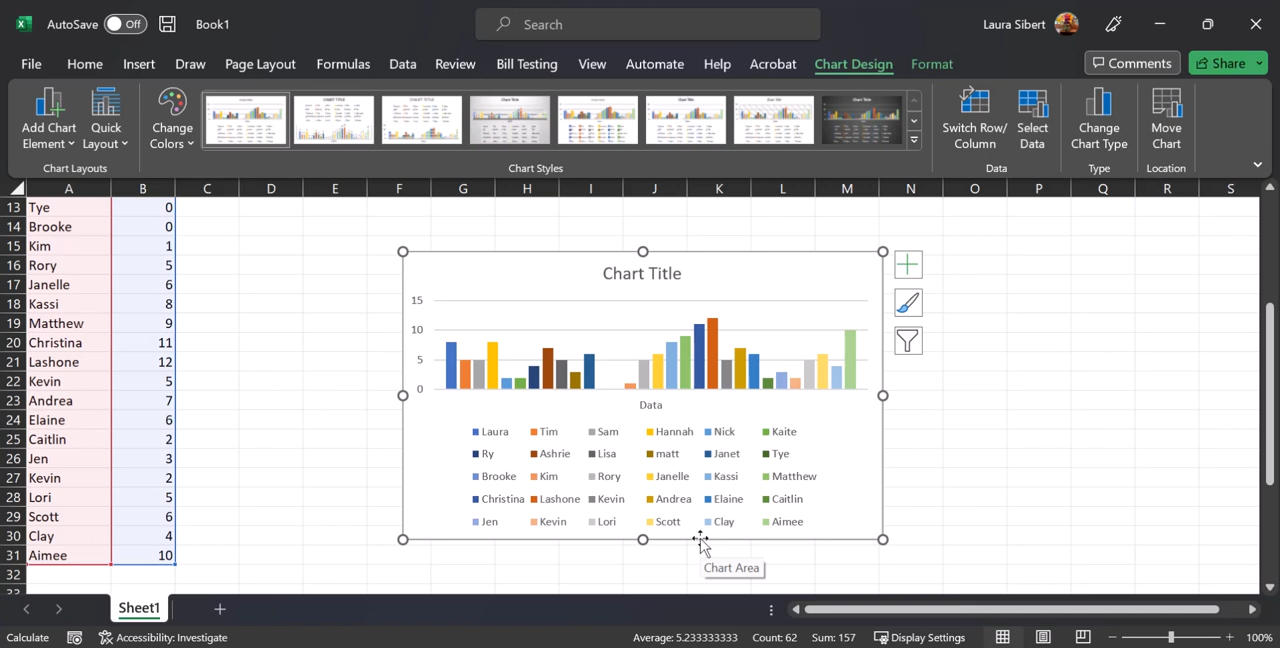 AutoSave Off Book1 Search Laura Sibert
File Home Insert Draw Page Layout Formulas Data Review Bill Testing View Automate Help Acrobat Chart Design Format Comments Share
Add Chart Element Quick Layout
Chart Layouts
Change Colors
Chart Styles
Switch Row/ Column Select Data
Data
Change Chart Type
Type
Move Chart
Location
A B C D E F G H I J K L M N O P Q R S
13 Tye 0
14 Brooke 0
15 Kim 1
16 Rory 5
17 Janelle 6
18 Kassi 8
19 Matthew 9
20 Christina 11
21 Lashone 12
22 Kevin 5
23 Andrea 7
24 Elaine 6
25 Caitlin 2
26 Jen 3
27 Kevin 2
28 Lori 5
29 Scott 6
30 Clay 4
31 Aimee 10
32
Chart Title
15
10
5
0
Data
Laura Tim Sam Hannah Nick Kaite
Ry Ashrie Lisa matt Janet Tye
Brooke Kim Rory Janelle Kassi Matthew
Christina Lashone Kevin Andrea Elaine Caitlin
Jen Kevin Lori Scott Clay Aimee
Chart Area
Sheet1
Calculate Accessibility: Investigate Average: 5.233333333 Count: 62 Sum: 157 Display Settings 100%